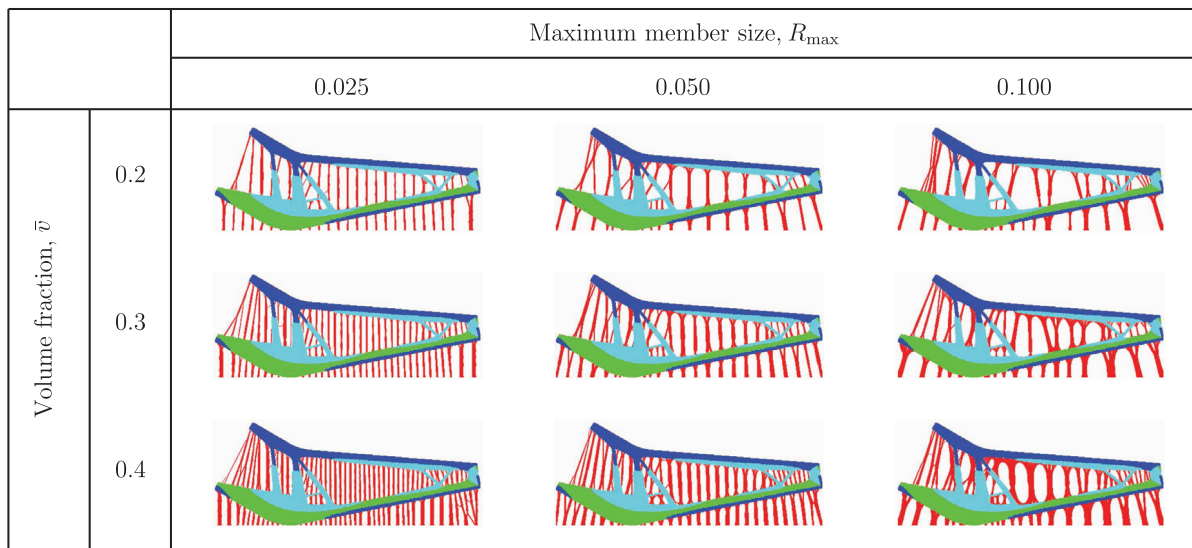 Maximum member size, R_max
0.025 0.050 0.100
Volume fraction, v̄
0.2
0.3
0.4